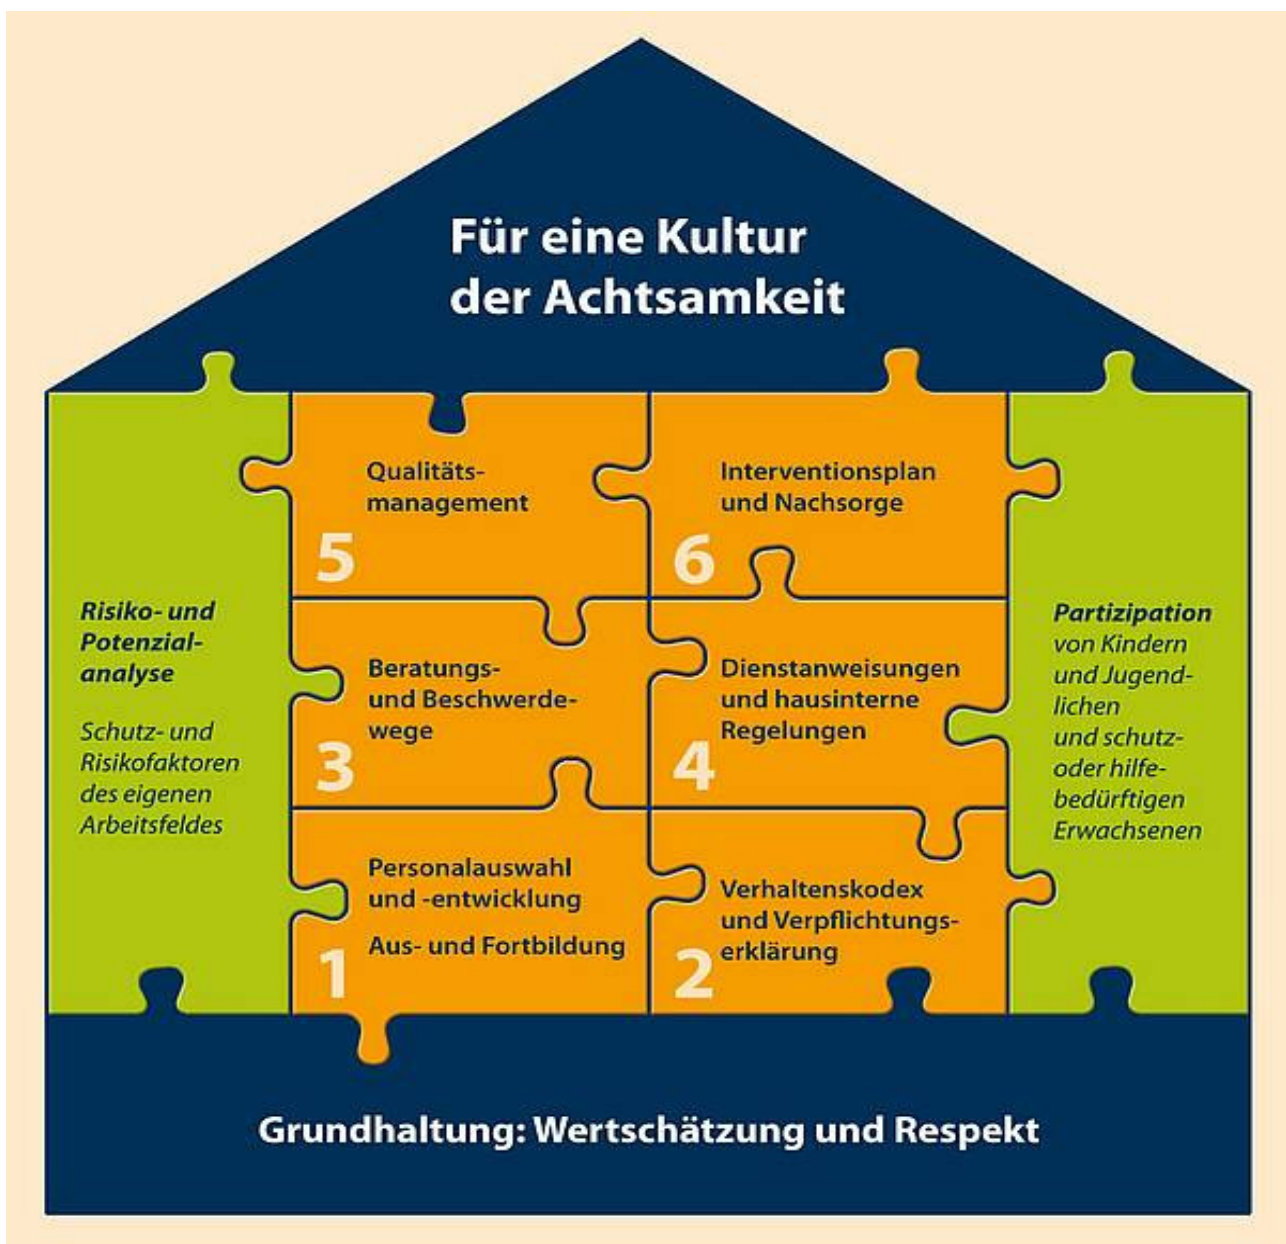 Für eine Kultur
der Achtsamkeit
Qualitäts-
management
5
Interventionsplan
und Nachsorge
6
Risiko- und
Potenzial-
analyse
Schutz- und
Risikofaktoren
des eigenen
Arbeitsfeldes
Beratungs-
und Beschwerde-
wege
3
Dienstanweisungen
und hausinterne
Regelungen
4
Partizipation
von Kindern
und Jugend-
lichen
und schutz-
oder hilfe-
bedürftigen
Erwachsenen
Personalauswahl
und -entwicklung
Aus- und Fortbildung
1
Verhaltenskodex
und Verpflichtungs-
erklärung
2
Grundhaltung: Wertschätzung und Respekt